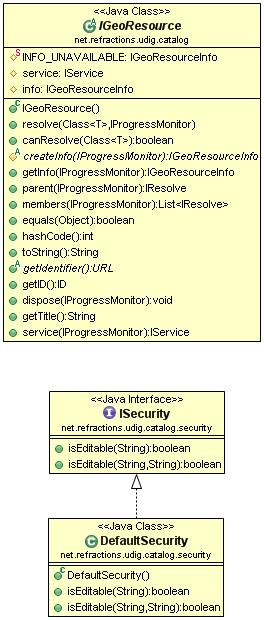 <<Java Class>>
IGeoResource
net.refractions.udig.catalog
INFO_UNAVAILABLE: IGeoResourceInfo
service: IService
info: IGeoResourceInfo
IGeoResource()
resolve(Class<T>,IProgressMonitor)
canResolve(Class<T>):boolean
createInfo(IProgressMonitor):IGeoResourceInfo
getInfo(IProgressMonitor):IGeoResourceInfo
parent(IProgressMonitor):IResolve
members(IProgressMonitor):List<IResolve>
equals(Object):boolean
hashCode():int
toString():String
getIdentifier():URL
getID():ID
dispose(IProgressMonitor):void
getTitle():String
service(IProgressMonitor):IService
<<Java Interface>>
ISecurity
net.refractions.udig.catalog.security
isEditable(String):boolean
isEditable(String,String):boolean
<<Java Class>>
DefaultSecurity
net.refractions.udig.catalog.security
DefaultSecurity()
isEditable(String):boolean
isEditable(String,String):boolean